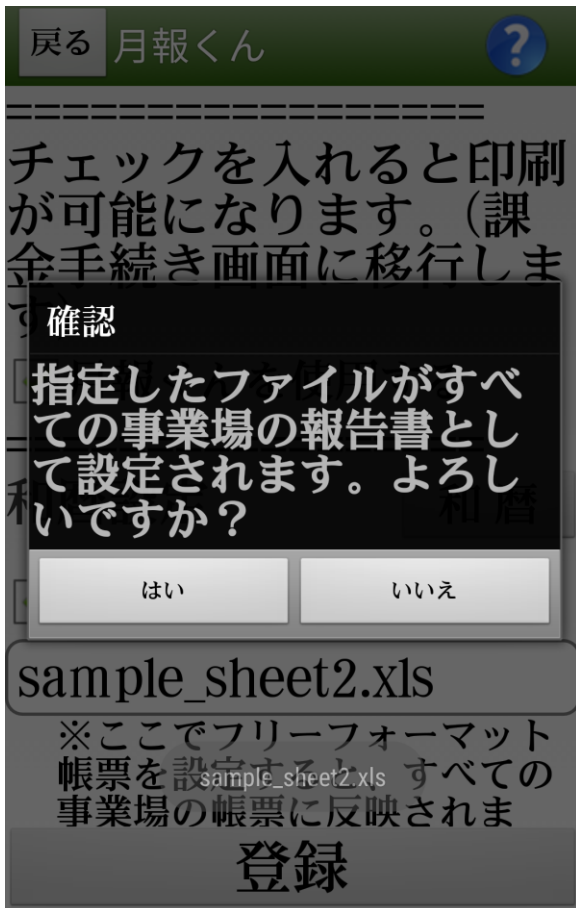 戻る 月報くん ?
==================
チェックを入れると印刷
が可能になります。(課
金手続き画面に移行しま
す
確認
指定したファイルがすべ
ての事業場の報告書とし
て設定されます。よろし
いですか？
和暦
はい いいえ
sample_sheet2.xls
※ここでフリーフォーマット
帳票を設定すると、すべての
sample_sheet2.xls
事業場の帳票に反映されま
登録